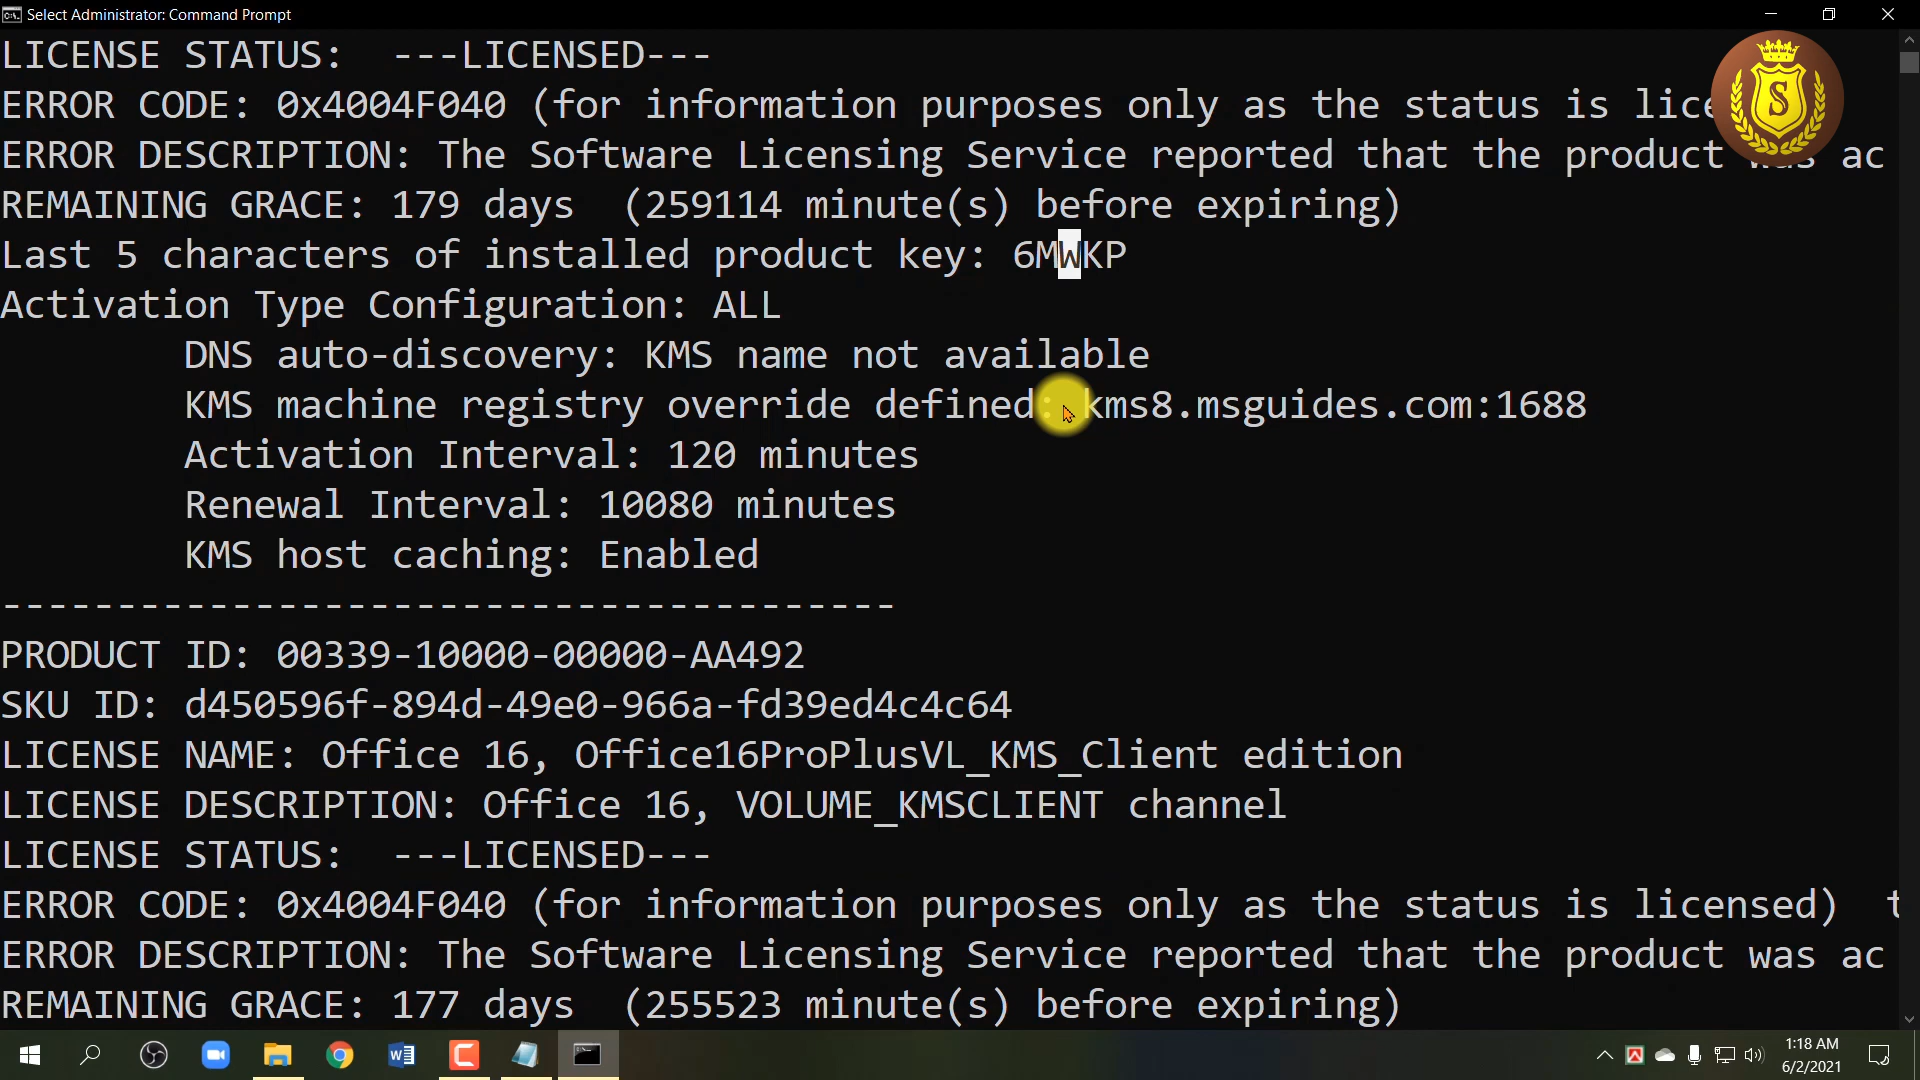 Select Administrator: Command Prompt
LICENSE STATUS:  ---LICENSED---
ERROR CODE: 0x4004F040 (for information purposes only as the status is lice
ERROR DESCRIPTION: The Software Licensing Service reported that the product was ac
REMAINING GRACE: 179 days  (259114 minute(s) before expiring)
Last 5 characters of installed product key: 6MWKP
Activation Type Configuration: ALL
DNS auto-discovery: KMS name not available
KMS machine registry override defined: kms8.msguides.com:1688
Activation Interval: 120 minutes
Renewal Interval: 10080 minutes
KMS host caching: Enabled
---------------------------------------
PRODUCT ID: 00339-10000-00000-AA492
SKU ID: d450596f-894d-49e0-966a-fd39ed4c4c64
LICENSE NAME: Office 16, Office16ProPlusVL_KMS_Client edition
LICENSE DESCRIPTION: Office 16, VOLUME_KMSCLIENT channel
LICENSE STATUS:  ---LICENSED---
ERROR CODE: 0x4004F040 (for information purposes only as the status is licensed)  t
ERROR DESCRIPTION: The Software Licensing Service reported that the product was ac
REMAINING GRACE: 177 days  (255523 minute(s) before expiring)
S
1:18 AM
6/2/2021